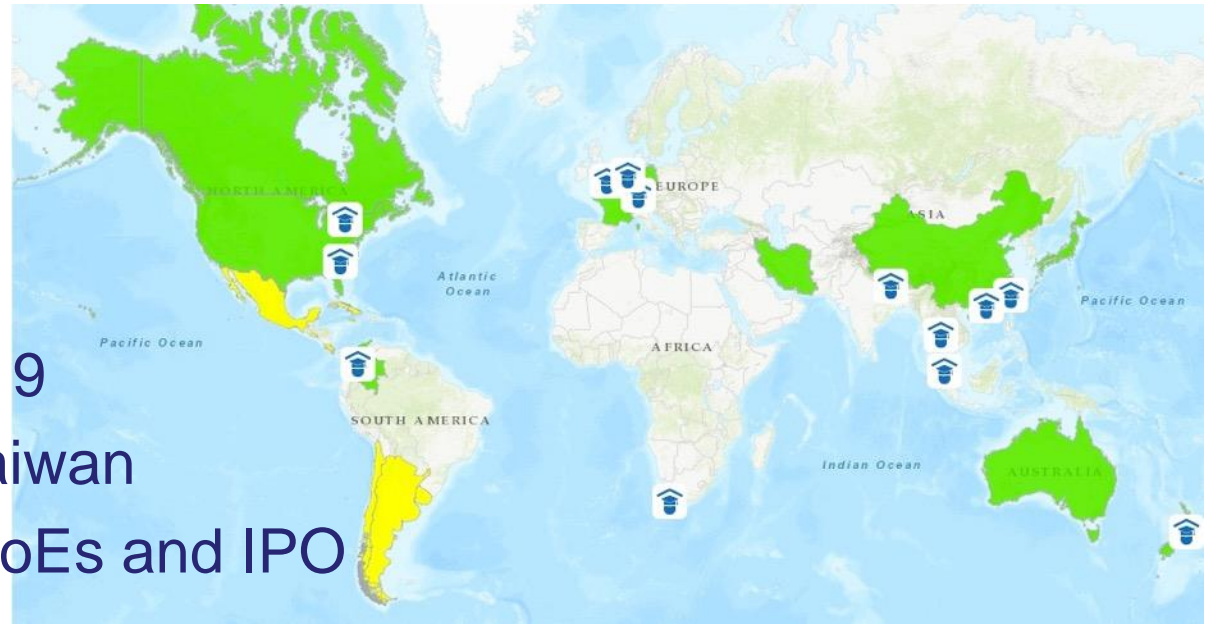 NORTH AMERICA
EUROPE
ASIA
Atlantic
Ocean
Pacific Ocean
Pacific Ocean
AFRICA
9
SOUTH AMERICA
aiwan
Indian Ocean
AUSTRALIA
oEs and IPO